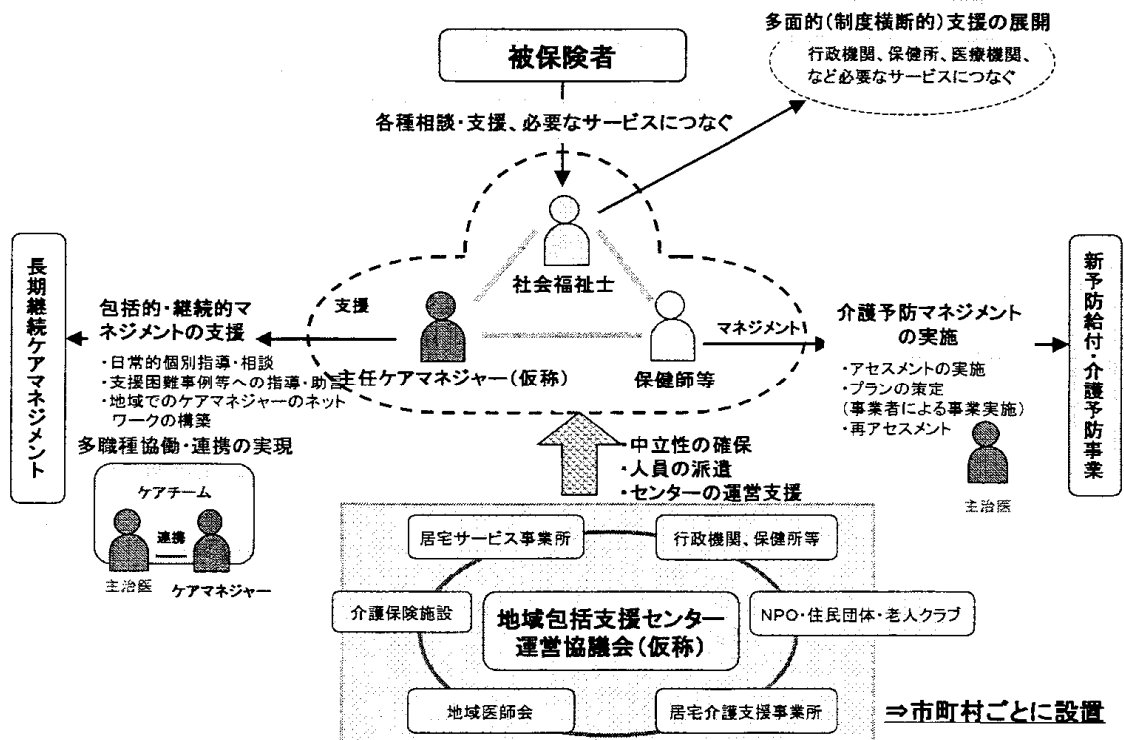 多面的(制度横断的)支援の展開
行政機関、保健所、医療機関、
など必要なサービスにつなぐ
被保険者
各種相談・支援、必要なサービスにつなぐ
社会福祉士
支援
主任ケアマネジャー(仮称)
保健師等
マネジメント
長期継続ケアマネジメント
包括的・継続的マ
ネジメントの支援
・日常的個別指導・相談
・支援困難事例等への指導・助言
・地域でのケアマネジャーのネット
ワークの構築
多職種協働・連携の実現
ケアチーム
連携
主治医
ケアマネジャー
介護予防マネジメント
の実施
・アセスメントの実施
・プランの策定
(事業者による事業実施)
・再アセスメント
主治医
新予防給付・介護予防事業
・中立性の確保
・人員の派遣
・センターの運営支援
居宅サービス事業所
行政機関、保健所等
介護保険施設
地域包括支援センター
運営協議会(仮称)
NPO・住民団体・老人クラブ
地域医師会
居宅介護支援事業所
⇒市町村ごとに設置